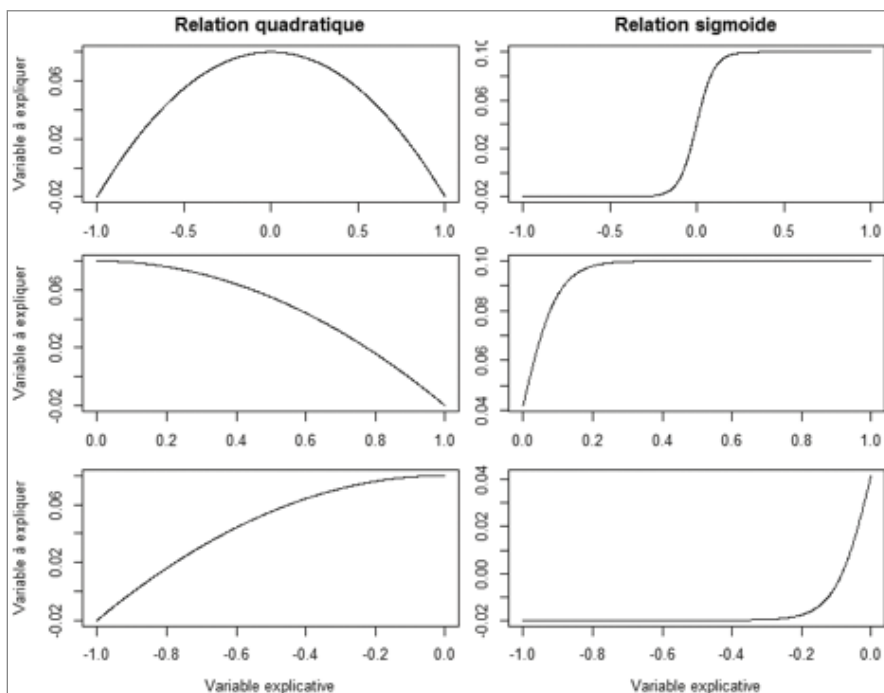 Relation quadratique
Relation sigmoide
Variable à expliquer
-0.02 0.02 0.06
-1.0 -0.5 0.0 0.5 1.0
-0.02 0.02 0.06 0.10
-1.0 -0.5 0.0 0.5 1.0
Variable à expliquer
-0.02 0.02 0.06
0.0 0.2 0.4 0.6 0.8 1.0
0.04 0.06 0.08 0.10
0.0 0.2 0.4 0.6 0.8 1.0
Variable à expliquer
-0.02 0.02 0.06
-1.0 -0.8 -0.6 -0.4 -0.2 0.0
Variable explicative
-0.02 0.00 0.02 0.04
-1.0 -0.8 -0.6 -0.4 -0.2 0.0
Variable explicative